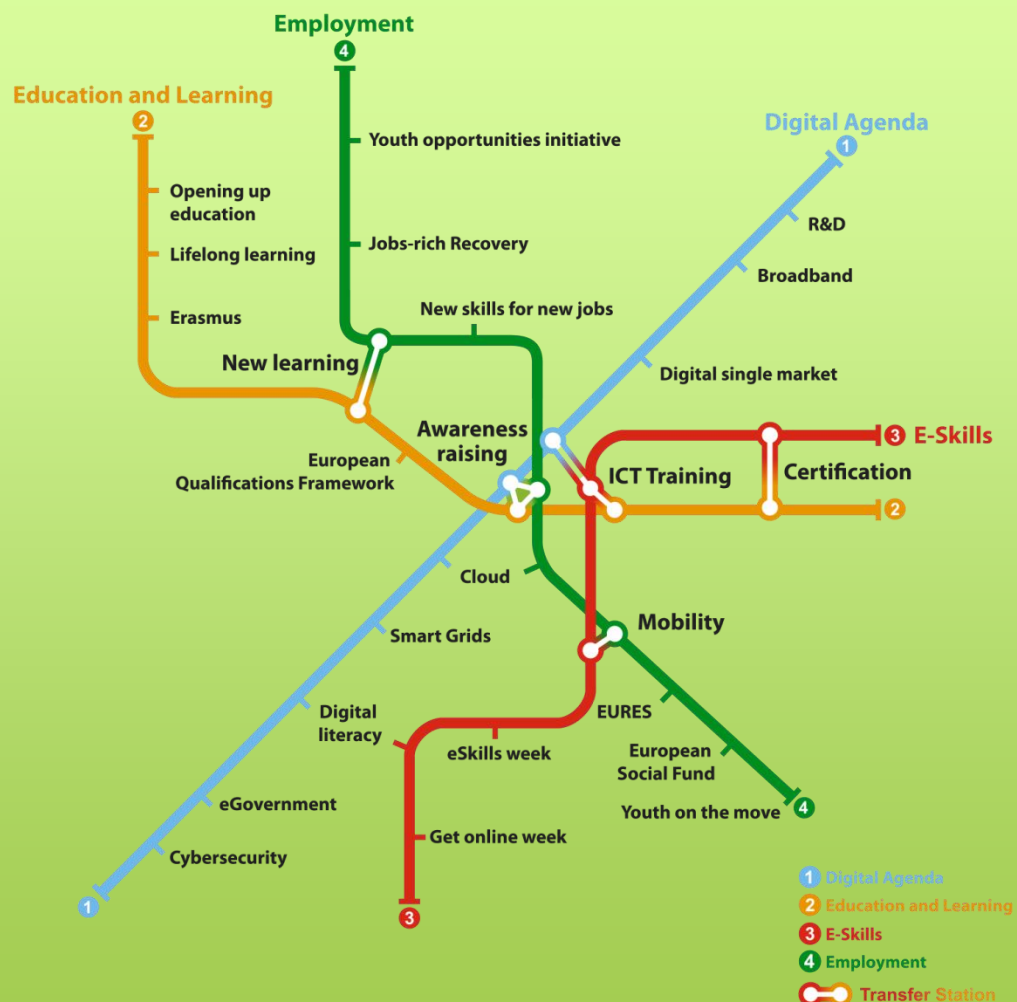 Employment
4
Education and Learning
2
Digital Agenda
1
Youth opportunities initiative
Opening up
education
R&D
Jobs-rich Recovery
Lifelong learning
Broadband
New skills for new jobs
Erasmus
New learning
Digital single market
Awareness
raising
3 E-Skills
European
Qualifications Framework
ICT Training
Certification
2
Cloud
Mobility
Smart Grids
Digital
literacy
EURES
eSkills week
European
Social Fund
eGovernment
Youth on the move
4
Get online week
Cybersecurity
1
3
1 Digital Agenda
2 Education and Learning
3 E-Skills
4 Employment
Transfer Station